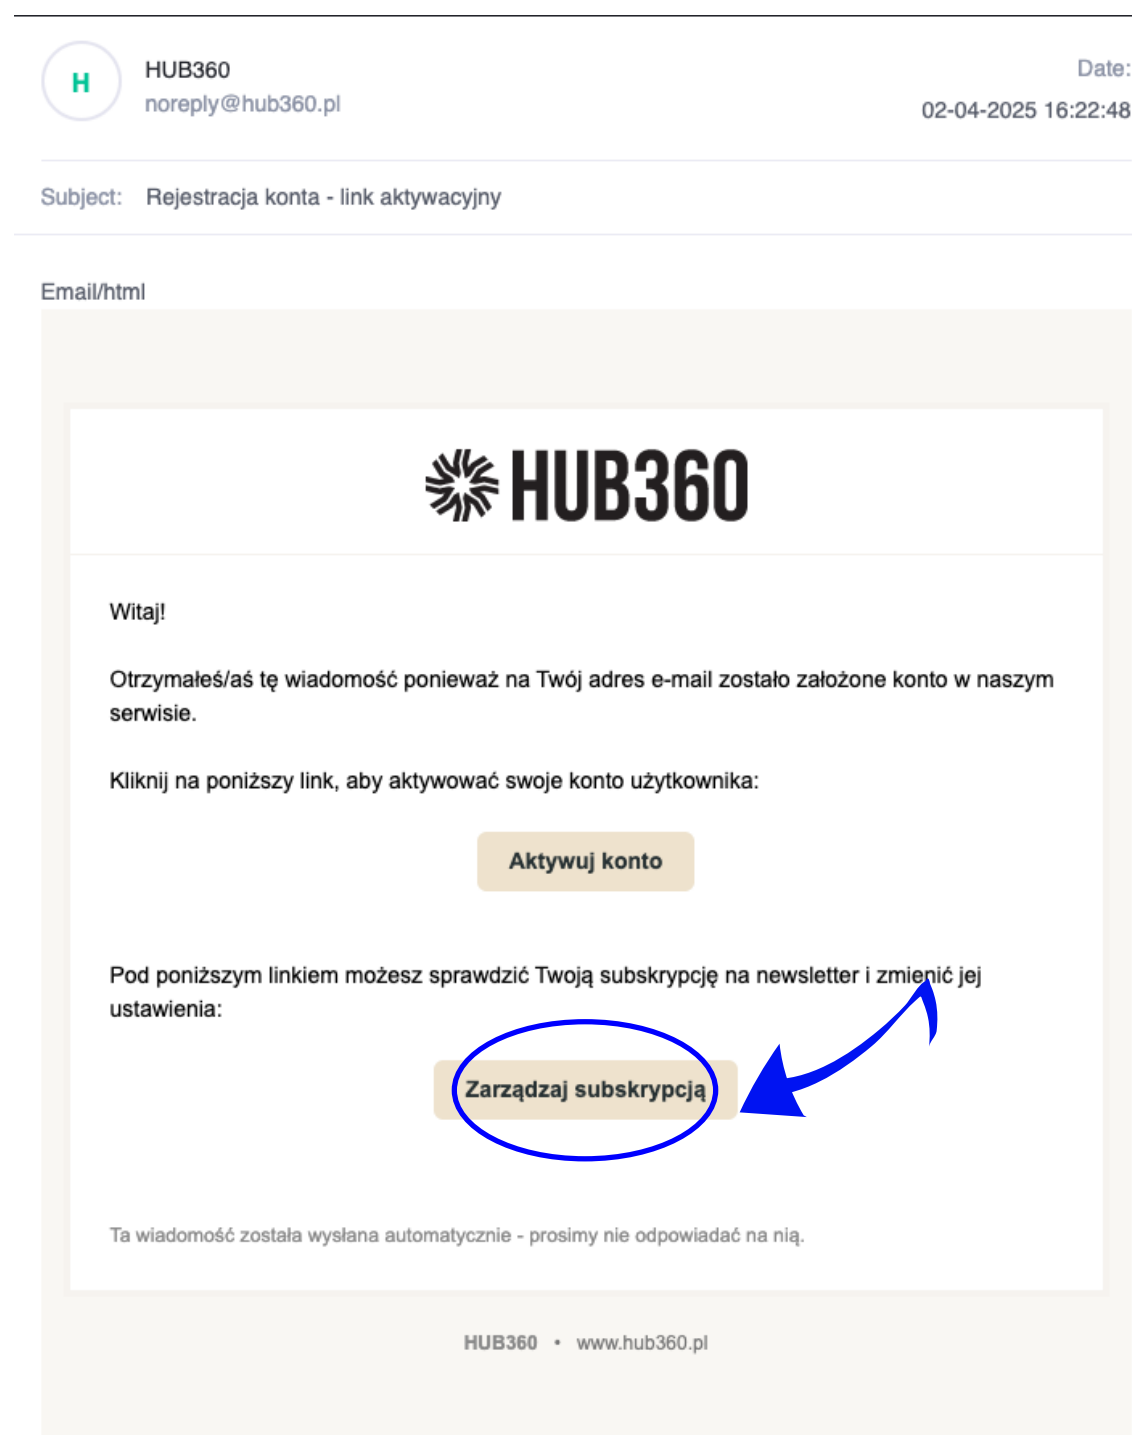 H
HUB360
noreply@hub360.pl
Date:
02-04-2025 16:22:48
Subject: Rejestracja konta - link aktywacyjny
Email/html
HUB360
Witaj!
Otrzymałeś/aś tę wiadomość ponieważ na Twój adres e-mail zostało założone konto w naszym
serwisie.
Kliknij na poniższy link, aby aktywować swoje konto użytkownika:
Aktywuj konto
Pod poniższym linkiem możesz sprawdzić Twoją subskrypcję na newsletter i zmienić jej
ustawienia:
Zarządzaj subskrypcją
Ta wiadomość została wysłana automatycznie - prosimy nie odpowiadać na nią.
HUB360 • www.hub360.pl